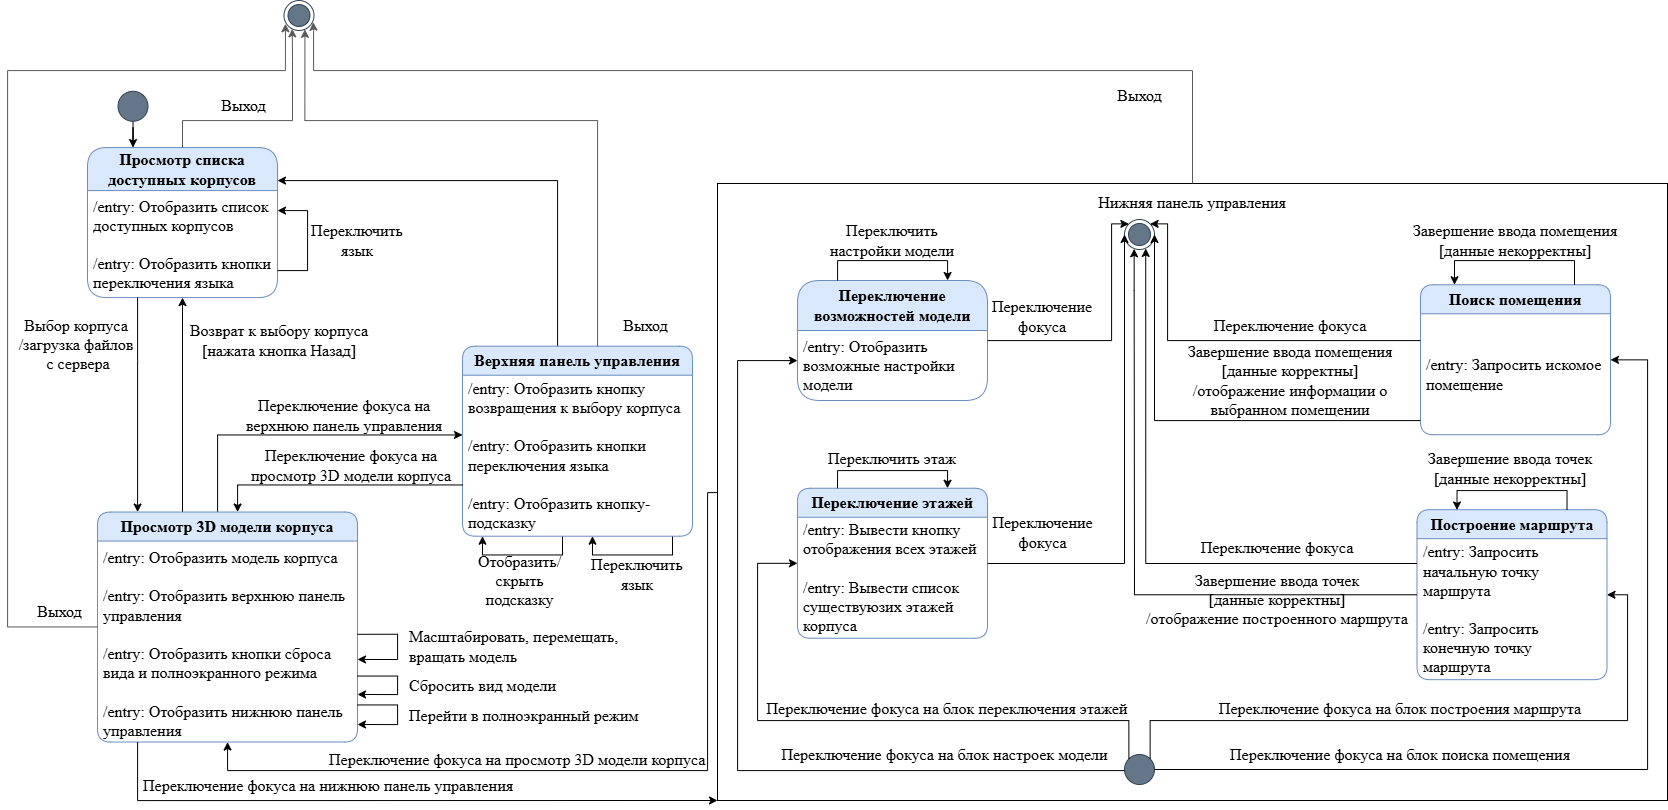 Выход
Выход
Просмотр списка
доступных корпусов
/entry: Отобразить список
доступных корпусов
/entry: Отобразить кнопки
переключения языка
Переключить
язык
Выбор корпуса
/загрузка файлов
с сервера
Возврат к выбору корпуса
[нажата кнопка Назад]
Выход
Верхняя панель управления
/entry: Отобразить кнопку
возвращения к выбору корпуса
/entry: Отобразить кнопки
переключения языка
/entry: Отобразить кнопку-
подсказку
Переключение фокуса на
верхнюю панель управления
Переключение фокуса на
просмотр 3D модели корпуса
Отобразить/
скрыть
подсказку
Переключить
язык
Просмотр 3D модели корпуса
/entry: Отобразить модель корпуса
/entry: Отобразить верхнюю панель
управления
/entry: Отобразить кнопки сброса
вида и полноэкранного режима
/entry: Отобразить нижнюю панель
управления
Выход
Масштабировать, перемещать,
вращать модель
Сбросить вид модели
Перейти в полноэкранный режим
Переключение фокуса на просмотр 3D модели корпуса
Переключение фокуса на нижнюю панель управления
Нижняя панель управления
Переключить
настройки модели
Переключение
возможностей модели
/entry: Отобразить
возможные настройки
модели
Переключение
фокуса
Переключить этаж
Переключение этажей
/entry: Вывести кнопку
отображения всех этажей
/entry: Вывести список
существуюзих этажей
корпуса
Переключение
фокуса
Завершение ввода помещения
[данные некорректны]
Поиск помещения
/entry: Запросить искомое
помещение
Переключение фокуса
Завершение ввода помещения
[данные корректны]
/отображение информации о
выбранном помещении
Завершение ввода точек
[данные некорректны]
Построение маршрута
/entry: Запросить
начальную точку
маршрута
/entry: Запросить
конечную точку
маршрута
Переключение фокуса
Завершение ввода точек
[данные корректны]
/отображение построенного маршрута
Переключение фокуса на блок переключения этажей
Переключение фокуса на блок построения маршрута
Переключение фокуса на блок настроек модели
Переключение фокуса на блок поиска помещения